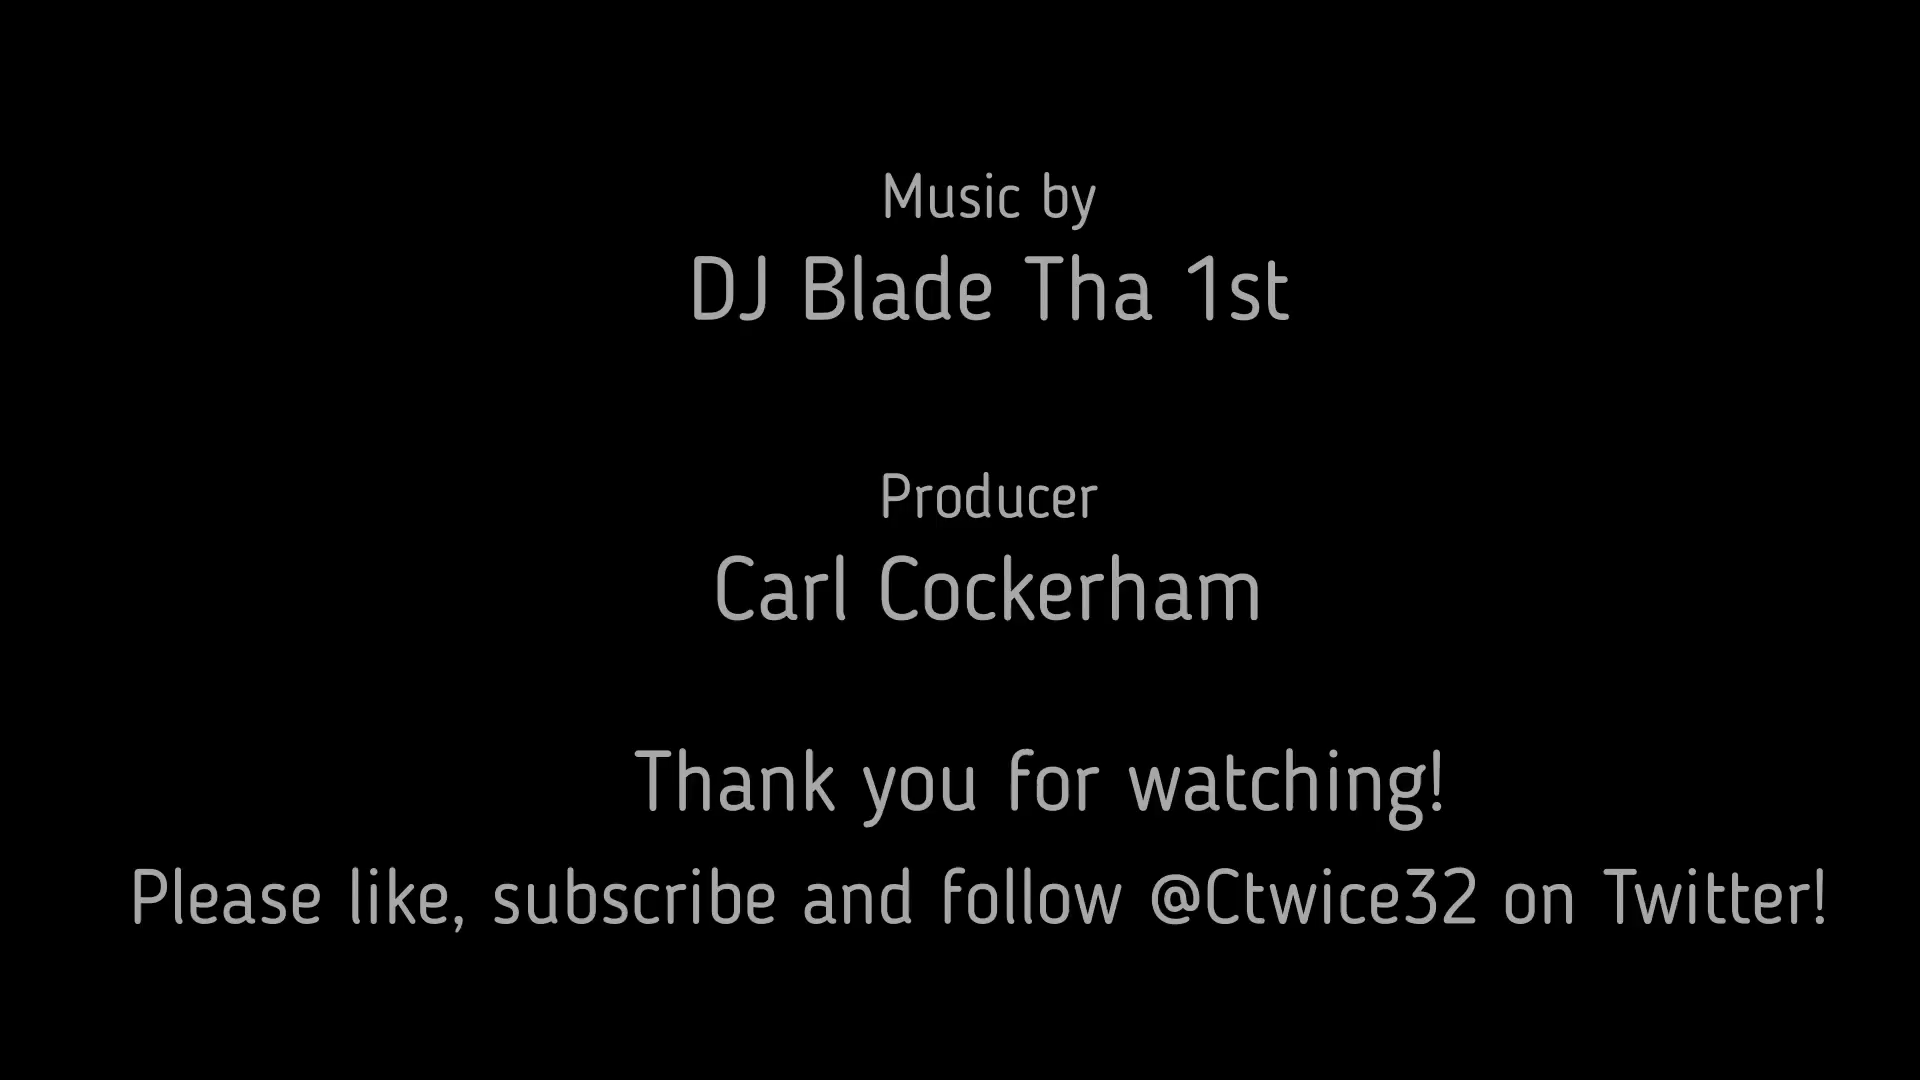 Music by
DJ Blade Tha 1st
Producer
Carl Cockerham
Thank you for watching!
Please like, subscribe and follow @Ctwice32 on Twitter!